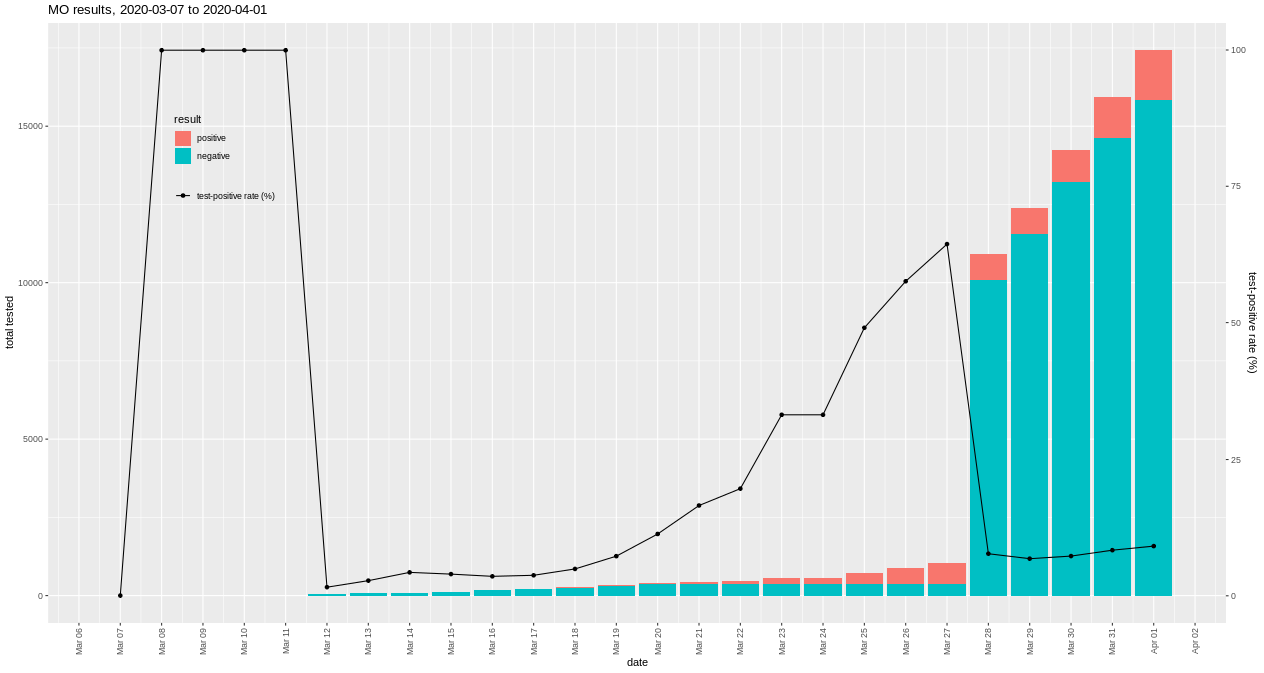 MO results, 2020-03-07 to 2020-04-01
result
positive
negative
test-positive rate (%)
total tested
15000
10000
5000
0
100
75
50
25
0
test-positive rate (%)
Mar 06
Mar 07
Mar 08
Mar 09
Mar 10
Mar 11
Mar 12
Mar 13
Mar 14
Mar 15
Mar 16
Mar 17
Mar 18
Mar 19
Mar 20
Mar 21
Mar 22
Mar 23
Mar 24
Mar 25
Mar 26
Mar 27
Mar 28
Mar 29
Mar 30
Mar 31
Apr 01
Apr 02
date